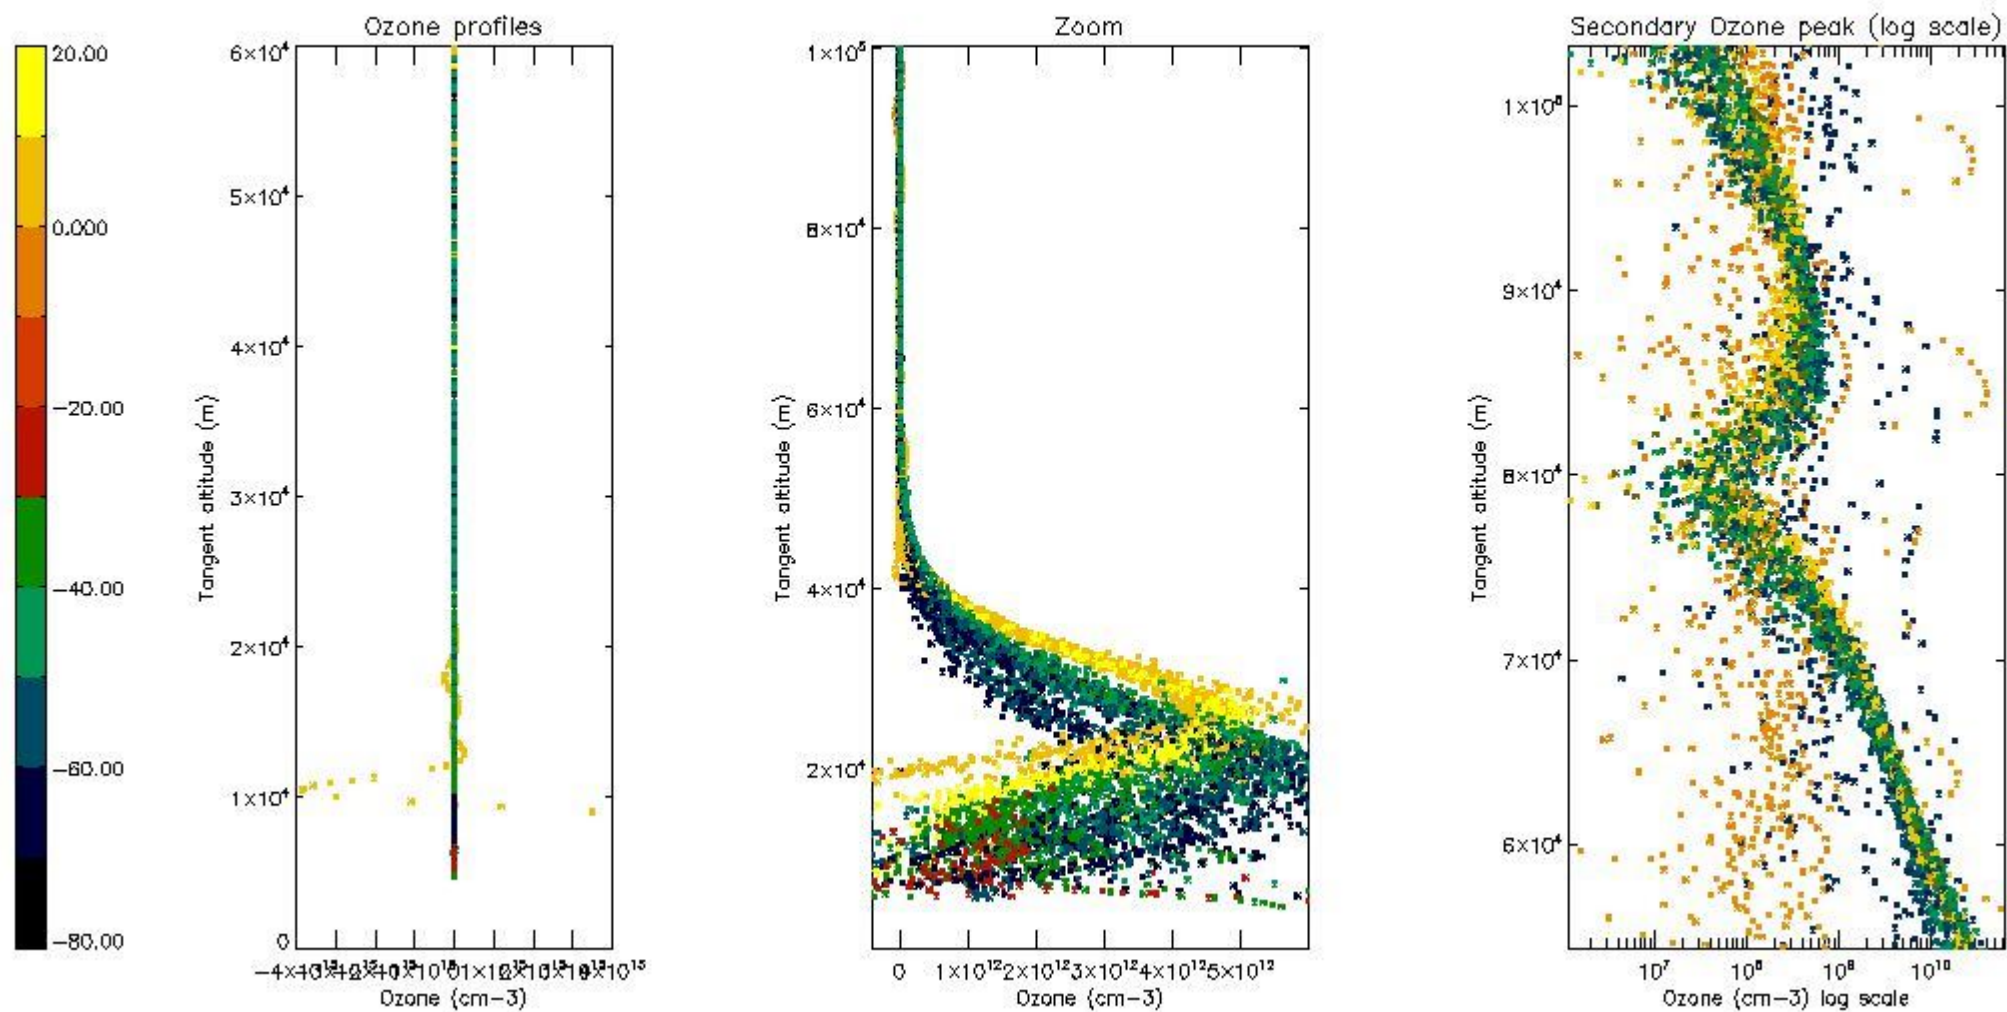 Ozone profiles
Zoom
Secondary Ozone peak (log scale)
20.00
0.000
−20.00
−40.00
−60.00
−80.00
6×10⁴
5×10⁴
4×10⁴
3×10⁴
2×10⁴
1×10⁴
0
Tangent altitude (m)
Ozone (cm−3)
1×10⁵
8×10⁴
6×10⁴
4×10⁴
2×10⁴
Tangent altitude (m)
0 1×10¹² 2×10¹² 3×10¹² 4×10¹² 5×10¹²
Ozone (cm−3)
9×10⁴
8×10⁴
7×10⁴
6×10⁴
Tangent altitude (m)
10⁷ 10⁸ 10⁹ 10¹⁰
Ozone (cm−3) log scale